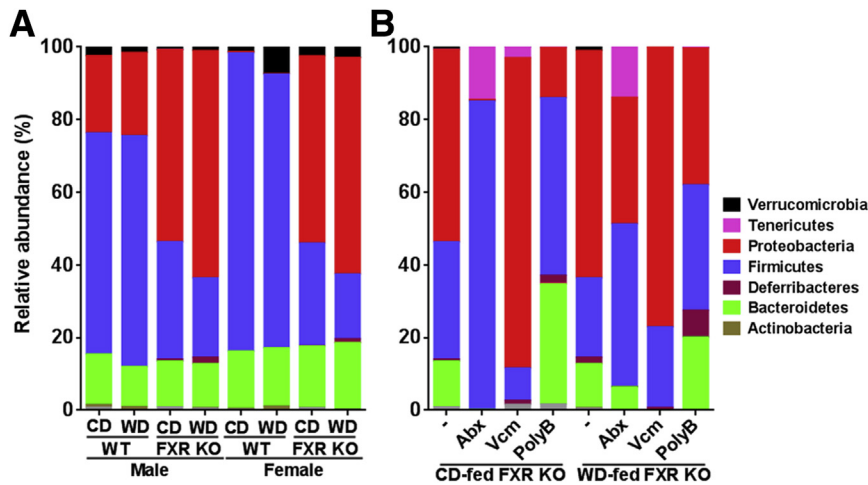 A
B
Relative abundance (%)
100
80
60
40
20
0
CD WD CD WD CD WD CD WD
WT FXR KO WT FXR KO
Male Female
100
80
60
40
20
0
- Abx Vcm PolyB - Abx Vcm PolyB
CD-fed FXR KO WD-fed FXR KO
Verrucomicrobia
Tenericutes
Proteobacteria
Firmicutes
Deferribacteres
Bacteroidetes
Actinobacteria